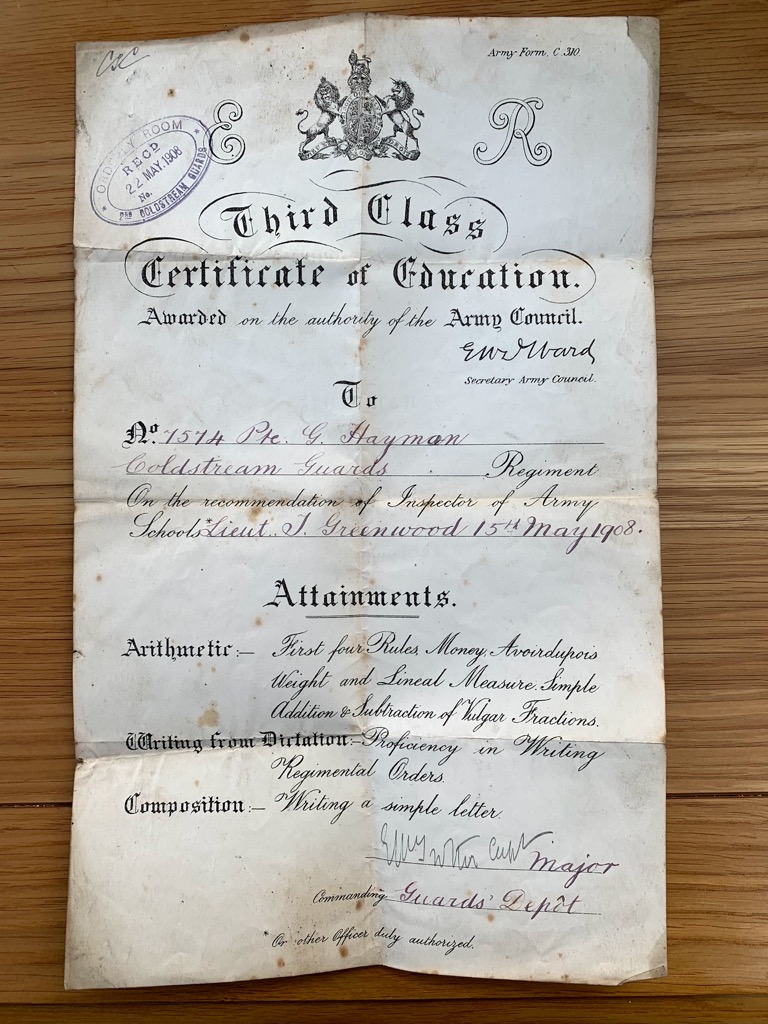 Army Form, C. 310.
E R
ORDERLY ROOM
RECD
22 MAY. 1908
No.
COLDSTREAM GUARDS
Third Class
Certificate of Education.
Awarded on the authority of the Army Council.
EWD Ward
Secretary Army Council.
To
No. 7574 Pte. G. Hayman
Coldstream Guards Regiment
On the recommendation of Inspector of Army
Schools * Lieut. J. Greenwood 15th May 1908.
Attainments.
Arithmetic:— First four Rules, Money, Avoirdupois
Weight and Lineal Measure, Simple
Addition & Subtraction of Vulgar Fractions.
Writing from Dictation:— Proficiency in Writing
Regimental Orders.
Composition:— Writing a simple letter.
Capt Major
Commanding Guards' Depôt
Or other Officer duly authorized.